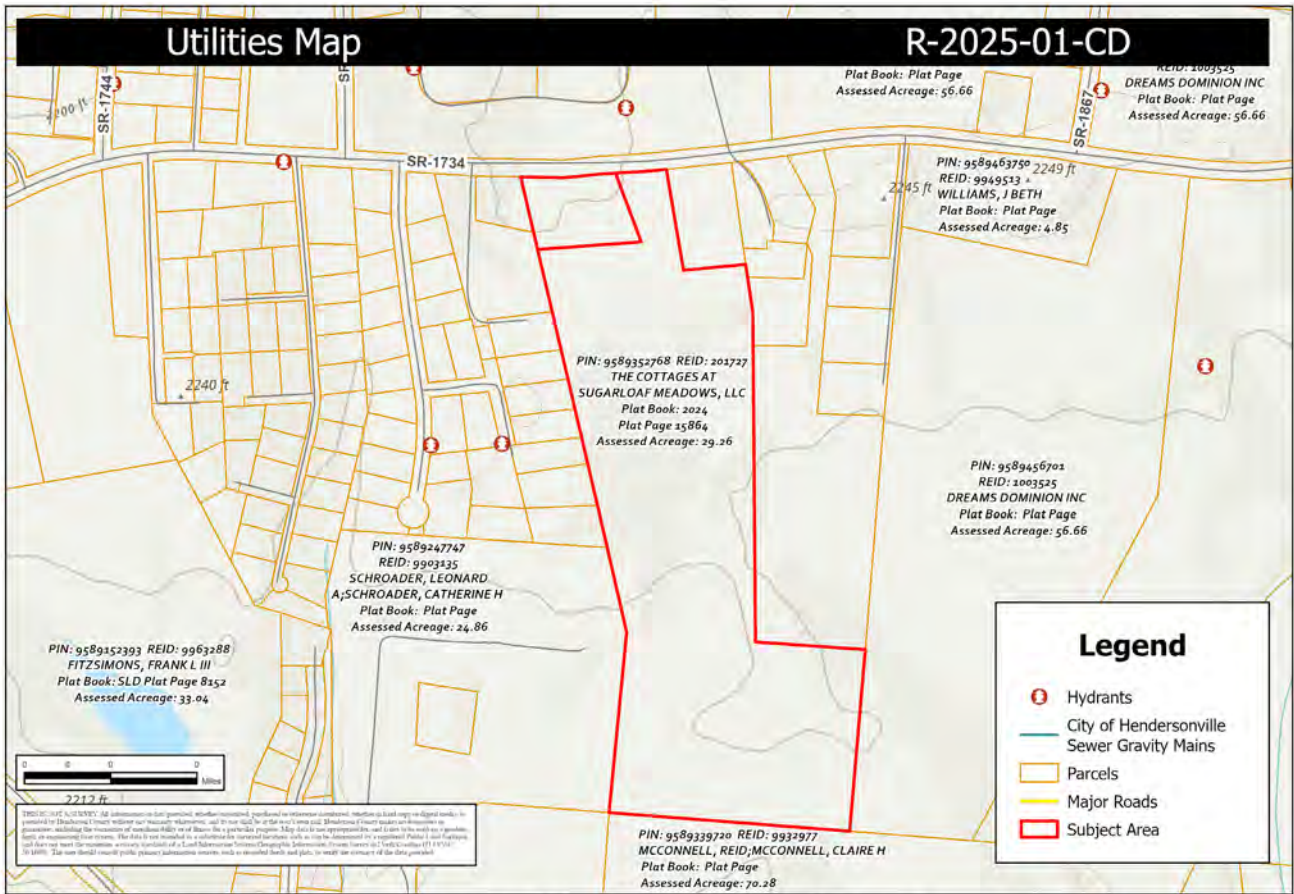 Utilities Map
R-2025-01-CD
Plat Book: Plat Page
Assessed Acreage: 56.66
REID: 1003525
DREAMS DOMINION INC
Plat Book: Plat Page
Assessed Acreage: 56.66
2200 ft
SR-1744
SR
SR-1867
SR-1734
PIN: 9589463750
REID: 9949513
WILLIAMS, J BETH
Plat Book: Plat Page
Assessed Acreage: 4.85
2249 ft
2245 ft
2240 ft
PIN: 9589352768 REID: 201727
THE COTTAGES AT
SUGARLOAF MEADOWS, LLC
Plat Book: 2024
Plat Page 15864
Assessed Acreage: 29.26
PIN: 9589456701
REID: 1003525
DREAMS DOMINION INC
Plat Book: Plat Page
Assessed Acreage: 56.66
PIN: 9589247747
REID: 9903135
SCHROADER, LEONARD
A;SCHROADER, CATHERINE H
Plat Book: Plat Page
Assessed Acreage: 24.86
PIN: 9589152393 REID: 9963288
FITZSIMONS, FRANK L III
Plat Book: SLD Plat Page 8152
Assessed Acreage: 33.04
0 0 0 0
Miles
2212 ft
PIN: 9589339720 REID: 9932977
MCCONNELL, REID;MCCONNELL, CLAIRE H
Plat Book: Plat Page
Assessed Acreage: 70.28
Legend
Hydrants
City of Hendersonville
Sewer Gravity Mains
Parcels
Major Roads
Subject Area